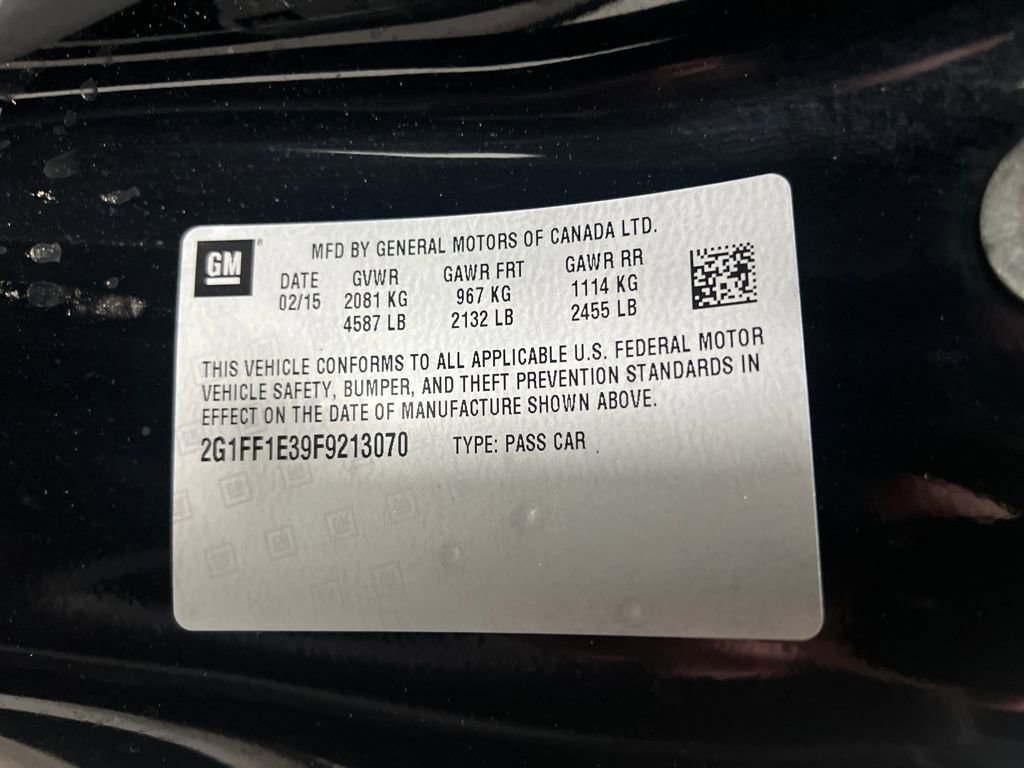 GM® MFD BY GENERAL MOTORS OF CANADA LTD.
DATE GVWR GAWR FRT GAWR RR
02/15 2081 KG 967 KG 1114 KG
4587 LB 2132 LB 2455 LB
THIS VEHICLE CONFORMS TO ALL APPLICABLE U.S. FEDERAL MOTOR
VEHICLE SAFETY, BUMPER, AND THEFT PREVENTION STANDARDS IN
EFFECT ON THE DATE OF MANUFACTURE SHOWN ABOVE.
2G1FF1E39F9213070 TYPE: PASS CAR